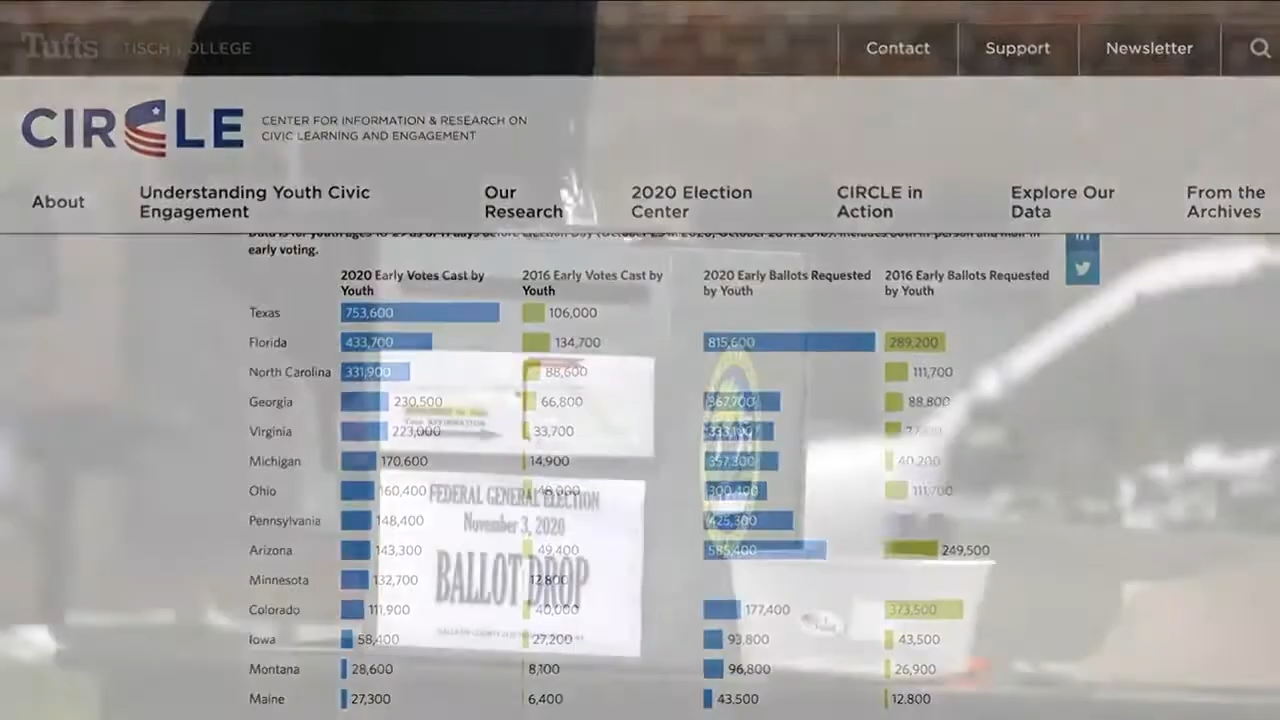 Tufts TISCH COLLEGE
Contact Support Newsletter
CIRCLE CENTER FOR INFORMATION & RESEARCH ON
CIVIC LEARNING AND ENGAGEMENT
About Understanding Youth Civic Engagement Our Research 2020 Election Center CIRCLE in Action Explore Our Data From the Archives
early voting.
2020 Early Votes Cast by Youth 2016 Early Votes Cast by Youth 2020 Early Ballots Requested by Youth 2016 Early Ballots Requested by Youth
Texas 753,600 106,000
Florida 433,700 134,700 815,600 289,200
North Carolina 331,900 88,600 111,700
Georgia 230,500 66,800 367,700 88,800
Virginia 223,000 33,700
Michigan 170,600 14,900 357,300 40,200
Ohio 160,400 300,400 111,700
Pennsylvania 148,400 425,300
Arizona 143,300 49,400 585,400 249,500
Minnesota 132,700 12,800
Colorado 111,900 40,000 177,400 373,500
Iowa 58,400 27,200 93,800 43,500
Montana 28,600 8,100 96,800 26,900
Maine 27,300 6,400 43,500 12,800
FEDERAL GENERAL ELECTION
November 3, 2020
BALLOT DROP